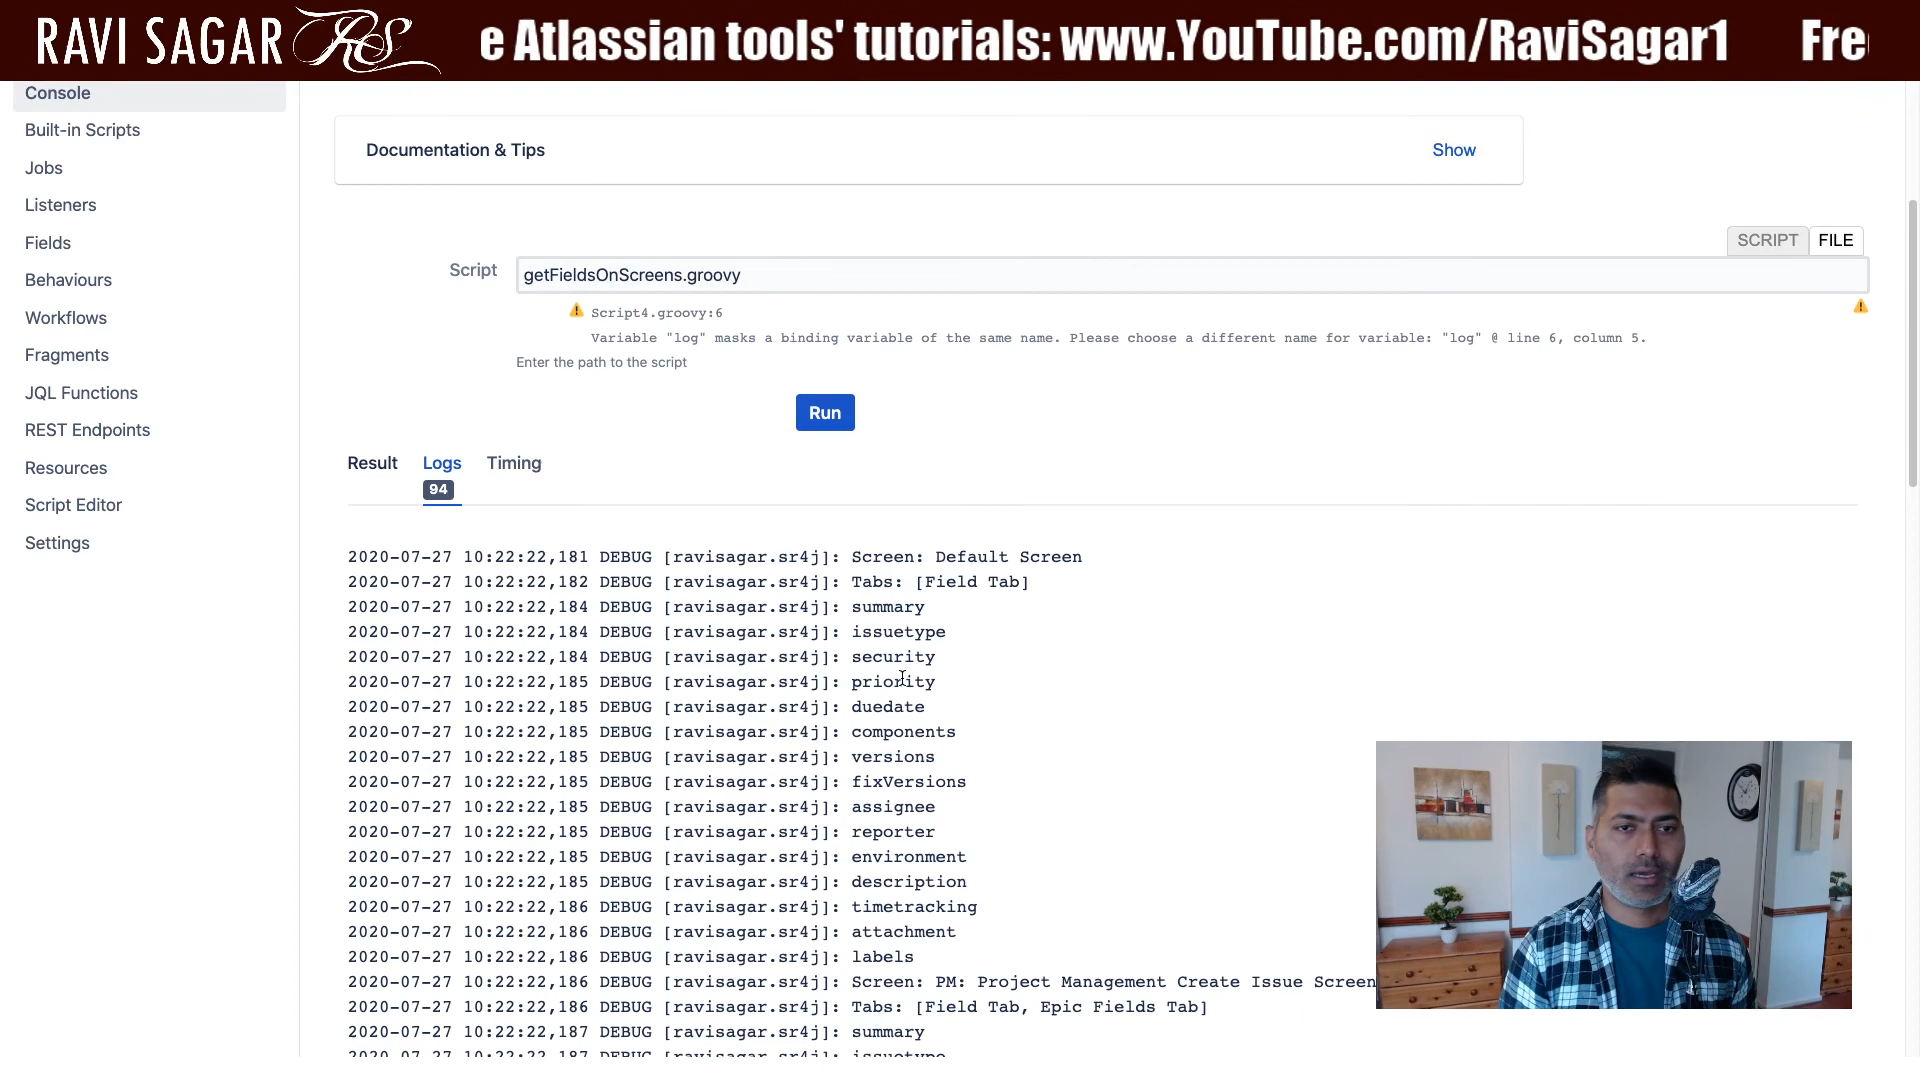 RAVI SAGAR RS
e Atlassian tools' tutorials: www.YouTube.com/RaviSagar1 Fre
Console
Built-in Scripts
Jobs
Listeners
Fields
Behaviours
Workflows
Fragments
JQL Functions
REST Endpoints
Resources
Script Editor
Settings
Documentation & Tips Show
SCRIPT FILE
Script getFieldsOnScreens.groovy
Script4.groovy:6
Variable "log" masks a binding variable of the same name. Please choose a different name for variable: "log" @ line 6, column 5.
Enter the path to the script
Run
Result Logs Timing
94
2020-07-27 10:22:22,181 DEBUG [ravisagar.sr4j]: Screen: Default Screen
2020-07-27 10:22:22,182 DEBUG [ravisagar.sr4j]: Tabs: [Field Tab]
2020-07-27 10:22:22,184 DEBUG [ravisagar.sr4j]: summary
2020-07-27 10:22:22,184 DEBUG [ravisagar.sr4j]: issuetype
2020-07-27 10:22:22,184 DEBUG [ravisagar.sr4j]: security
2020-07-27 10:22:22,185 DEBUG [ravisagar.sr4j]: priority
2020-07-27 10:22:22,185 DEBUG [ravisagar.sr4j]: duedate
2020-07-27 10:22:22,185 DEBUG [ravisagar.sr4j]: components
2020-07-27 10:22:22,185 DEBUG [ravisagar.sr4j]: versions
2020-07-27 10:22:22,185 DEBUG [ravisagar.sr4j]: fixVersions
2020-07-27 10:22:22,185 DEBUG [ravisagar.sr4j]: assignee
2020-07-27 10:22:22,185 DEBUG [ravisagar.sr4j]: reporter
2020-07-27 10:22:22,185 DEBUG [ravisagar.sr4j]: environment
2020-07-27 10:22:22,185 DEBUG [ravisagar.sr4j]: description
2020-07-27 10:22:22,186 DEBUG [ravisagar.sr4j]: timetracking
2020-07-27 10:22:22,186 DEBUG [ravisagar.sr4j]: attachment
2020-07-27 10:22:22,186 DEBUG [ravisagar.sr4j]: labels
2020-07-27 10:22:22,186 DEBUG [ravisagar.sr4j]: Screen: PM: Project Management Create Issue Screen
2020-07-27 10:22:22,186 DEBUG [ravisagar.sr4j]: Tabs: [Field Tab, Epic Fields Tab]
2020-07-27 10:22:22,187 DEBUG [ravisagar.sr4j]: summary
2020-07-27 10:22:22,187 DEBUG [ravisagar.sr4j]: issuetype